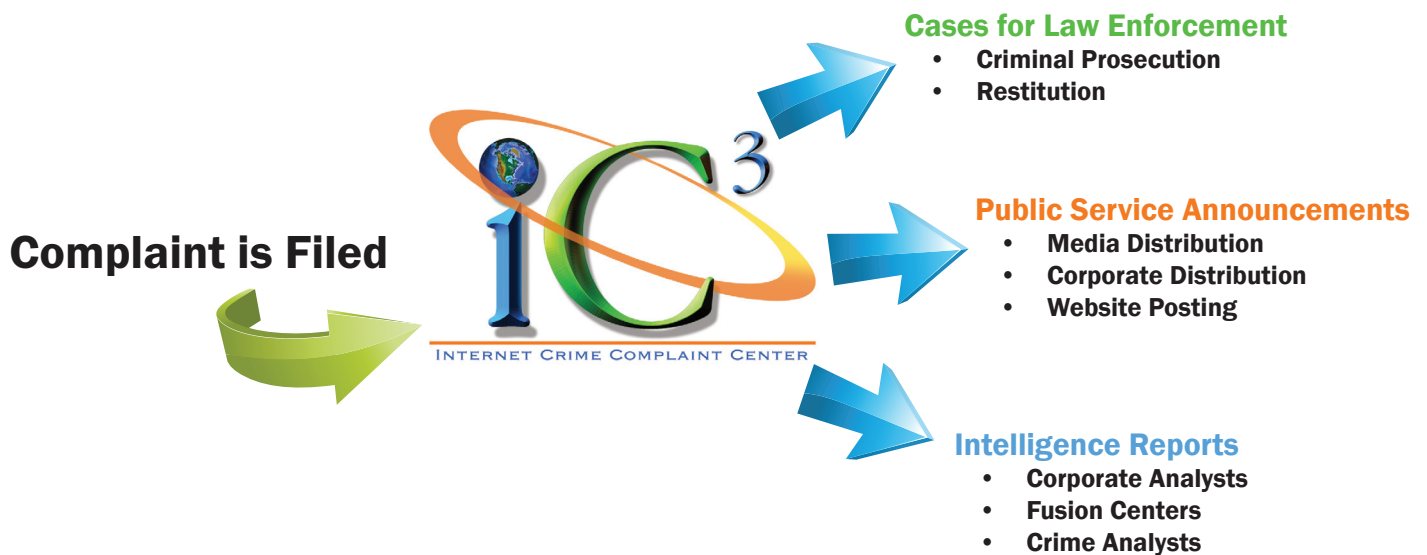 Complaint is Filed
iC3
INTERNET CRIME COMPLAINT CENTER
Cases for Law Enforcement
• Criminal Prosecution
• Restitution
Public Service Announcements
• Media Distribution
• Corporate Distribution
• Website Posting
Intelligence Reports
• Corporate Analysts
• Fusion Centers
• Crime Analysts